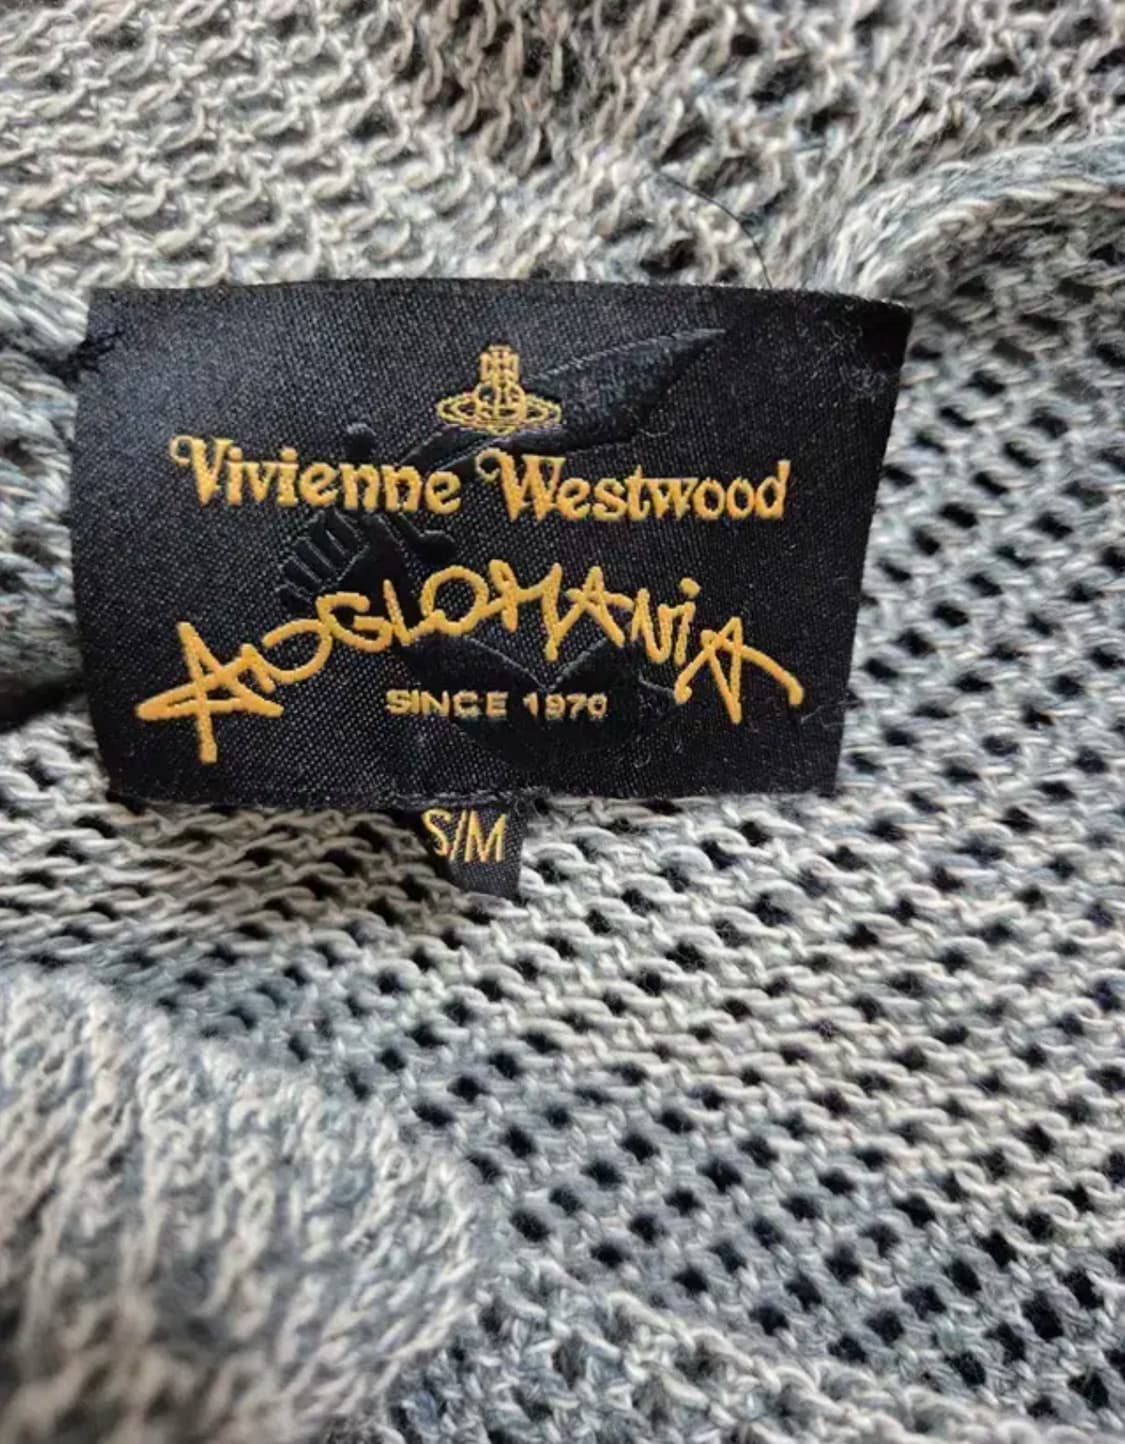 Vivienne Westwood
ANGLOMANiA
SINCE 1970
S/M